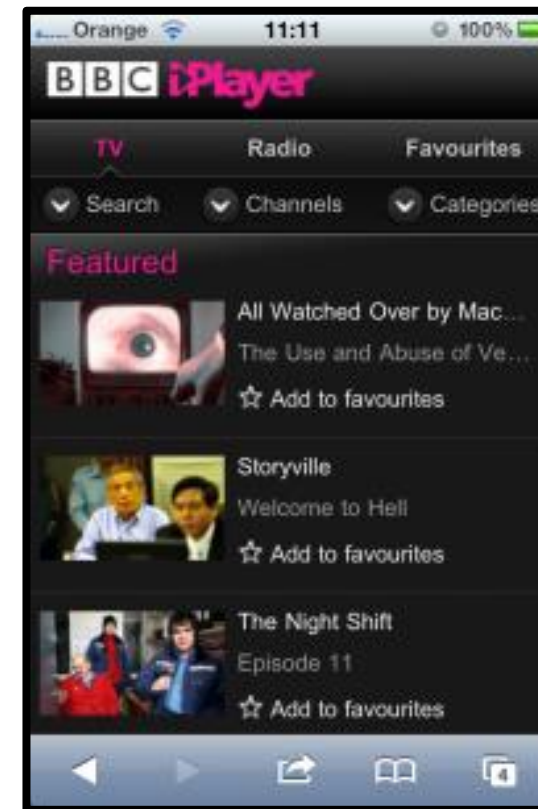 Orange 11:11 100%
BBC iPlayer
TV Radio Favourites
Search Channels Categories
Featured
All Watched Over by Mac...
The Use and Abuse of Ve...
Add to favourites
Storyville
Welcome to Hell
Add to favourites
The Night Shift
Episode 11
Add to favourites
4